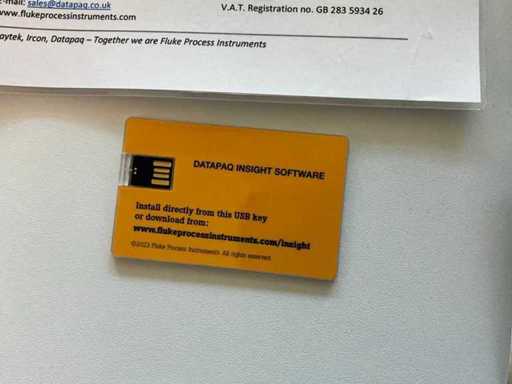 E-mail: sales@datapaq.co.uk
www.flukeprocessinstruments.com
V.A.T. Registration no. GB 283 5934 26
aytek, Ircon, Datapaq – Together we are Fluke Process Instruments
DATAPAQ INSIGHT SOFTWARE
Install directly from this USB key
or download from:
www.flukeprocessinstruments.com/insight
©2023 Fluke Process Instruments. All rights reserved.